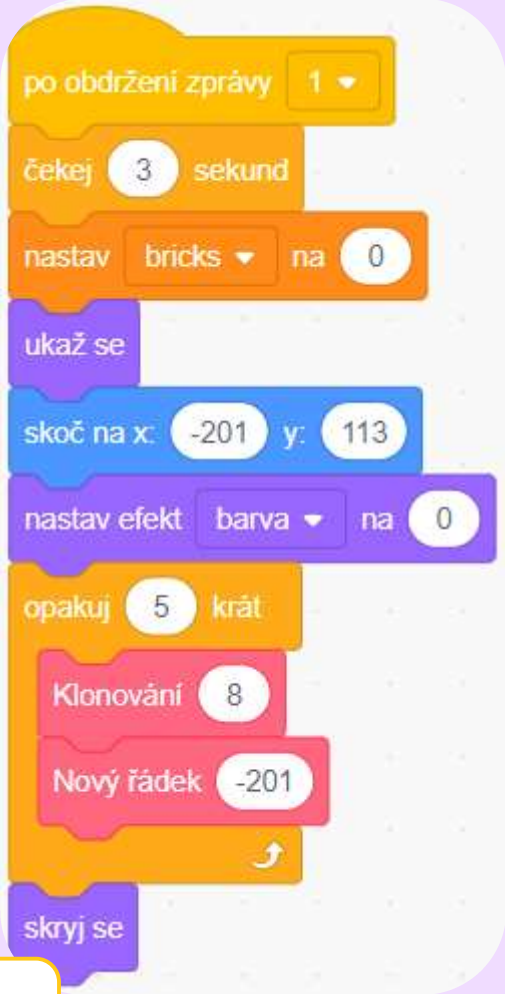 po obdržení zprávy 1
čekej 3 sekund
nastav bricks na 0
ukaž se
skoč na x: -201 y: 113
nastav efekt barva na 0
opakuj 5 krát
Klonování 8
Nový řádek -201
skryj se